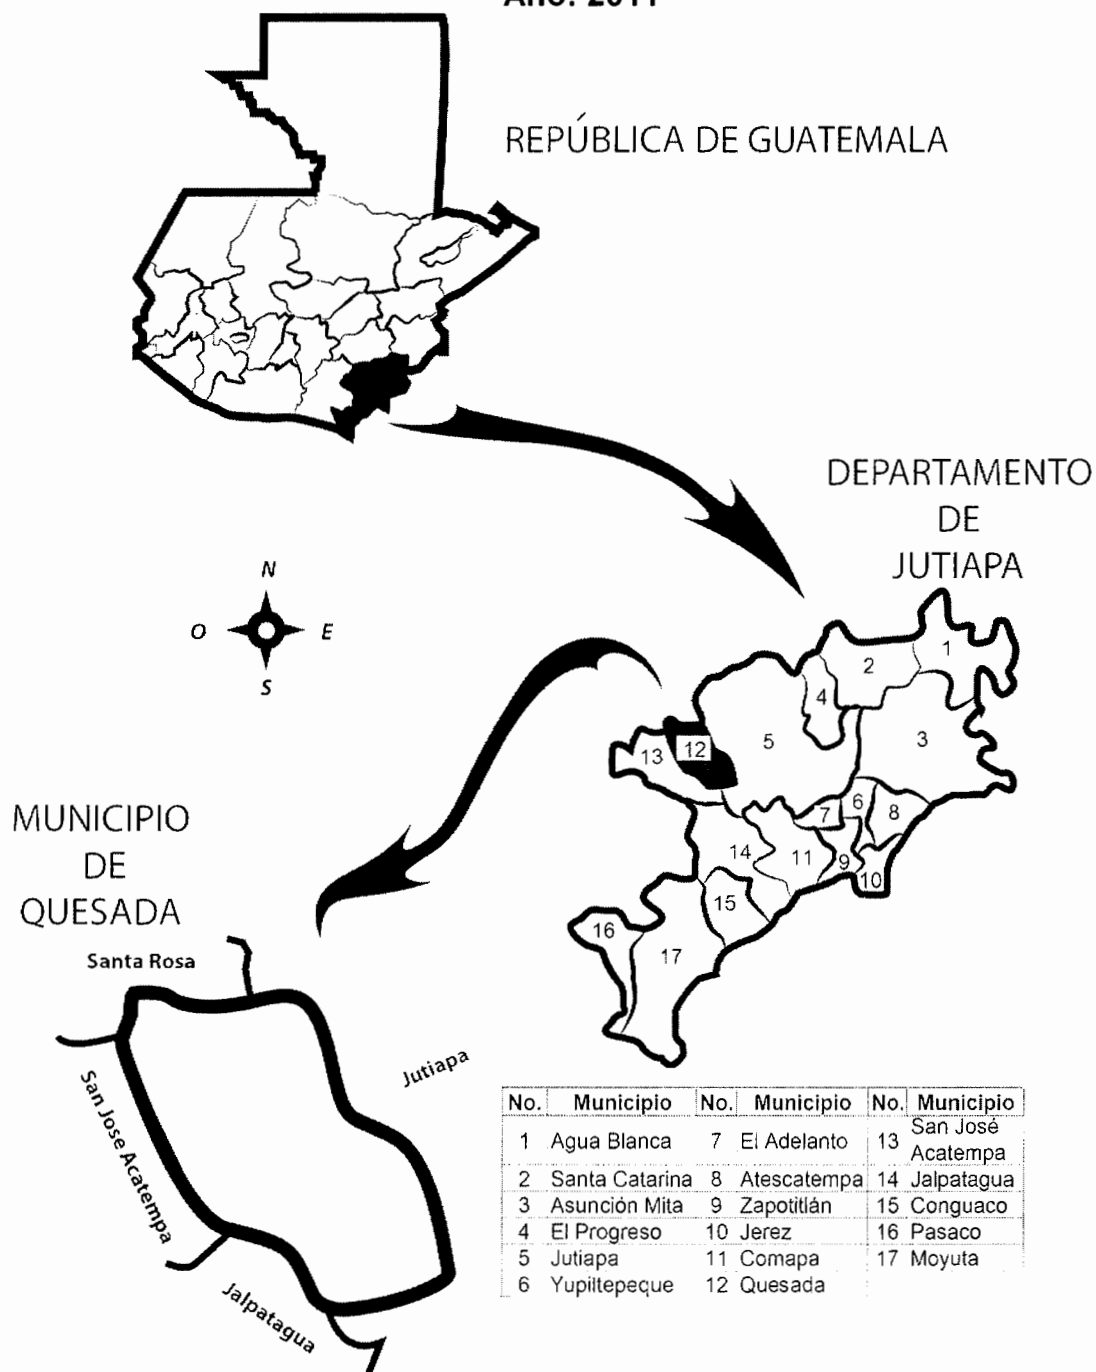 REPÚBLICA DE GUATEMALA
DEPARTAMENTO
DE
JUTIAPA
N
O
E
S
1
2
4
3
5
12
13
6
7
8
9
10
11
14
15
16
17
MUNICIPIO
DE
QUESADA
Santa Rosa
Jutiapa
San Jose Acatempa
Jalpatagua
No. Municipio No. Municipio No. Municipio
1 Agua Blanca 7 El Adelanto 13 San José Acatempa
2 Santa Catarina 8 Atescatempa 14 Jalpatagua
3 Asunción Mita 9 Zapotitlán 15 Conguaco
4 El Progreso 10 Jerez 16 Pasaco
5 Jutiapa 11 Comapa 17 Moyuta
6 Yupiltepeque 12 Quesada